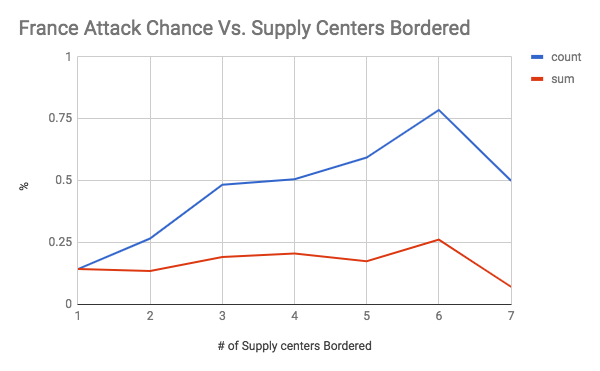 France Attack Chance Vs. Supply Centers Bordered
count
sum
1
0.75
0.5
0.25
0
%
1 2 3 4 5 6 7
# of Supply centers Bordered